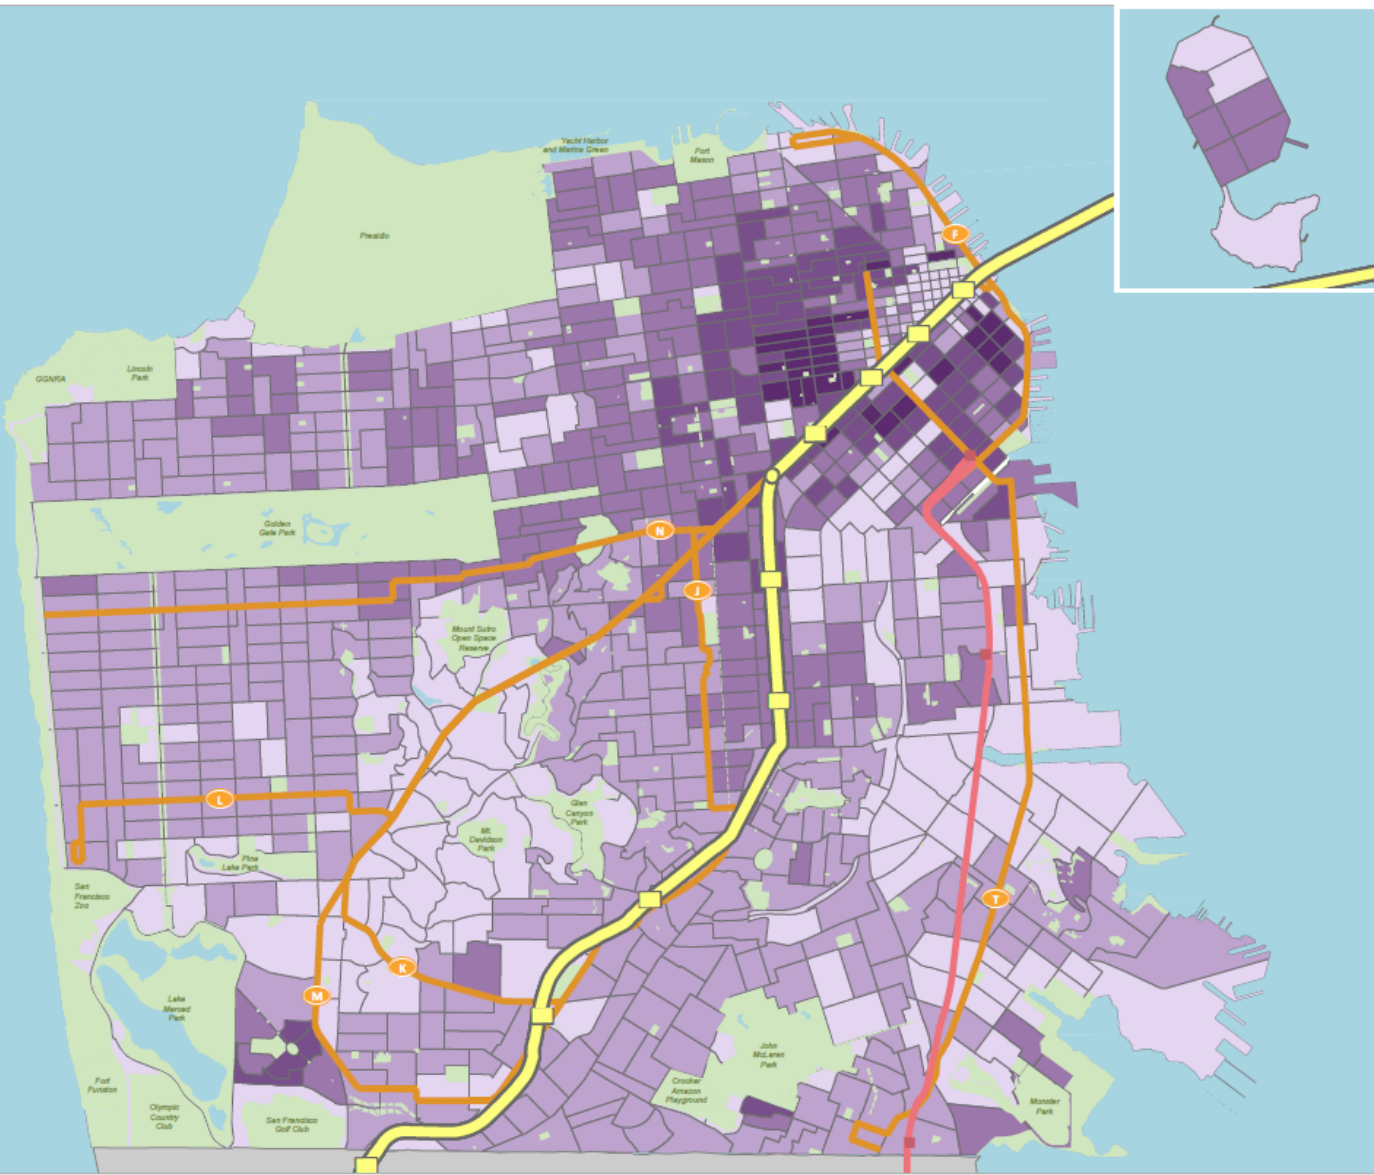 Yacht Harbor
and Marina Green
Fort
Mason
Presidio
F
GGNRA
Lincoln
Park
Golden
Gate Park
N
J
Mount Sutro
Open Space
Reserve
L
Glen
Canyon
Park
Mt.
Davidson
Park
Pine
Lake Park
San
Francisco
Zoo
T
K
M
Lake
Merced
Park
John
McLaren
Park
Crocker
Amazon
Playground
Fort
Funston
Olympic
Country
Club
San Francisco
Golf Club
Monster
Park